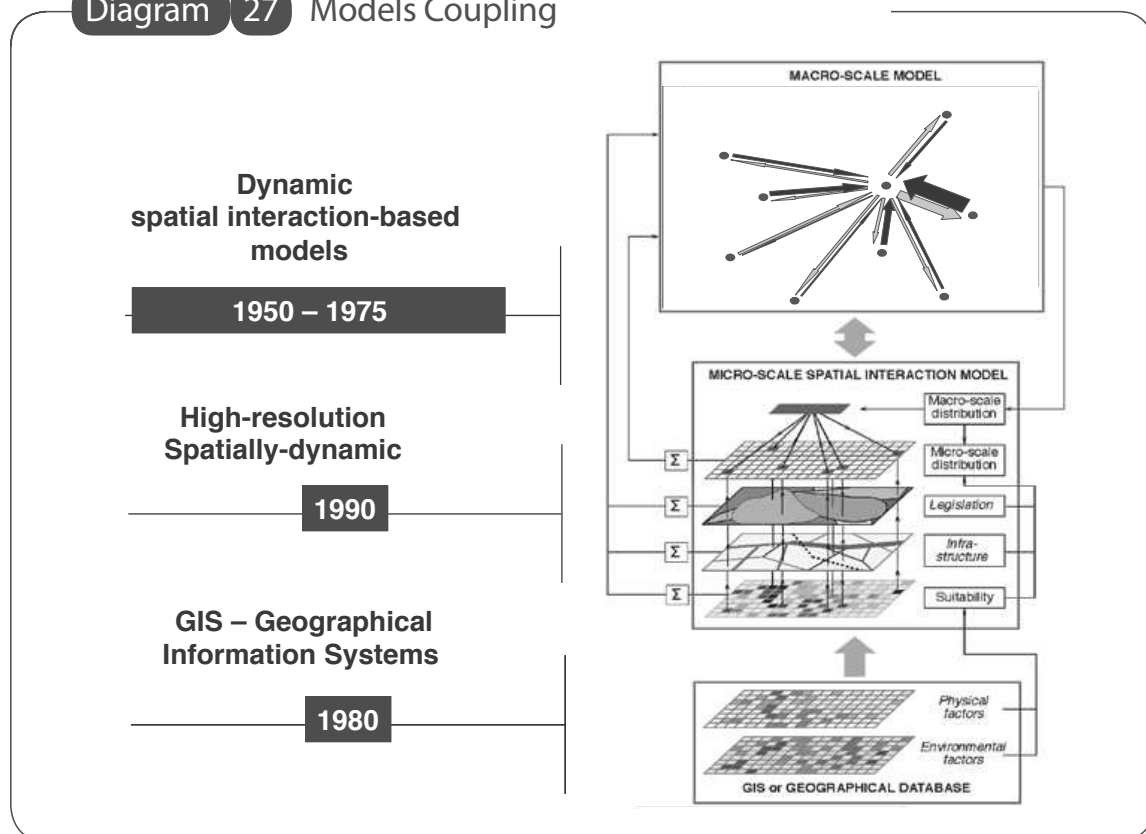 Diagram 27 Models Coupling
Dynamic
spatial interaction-based
models
1950 – 1975
High-resolution
Spatially-dynamic
1990
GIS – Geographical
Information Systems
1980
MACRO-SCALE MODEL
MICRO-SCALE SPATIAL INTERACTION MODEL
Macro-scale
distribution
Micro-scale
distribution
Legislation
Infra-
structure
Suitability
Σ
Σ
Σ
Σ
Physical
factors
Environmental
factors
GIS or GEOGRAPHICAL DATABASE